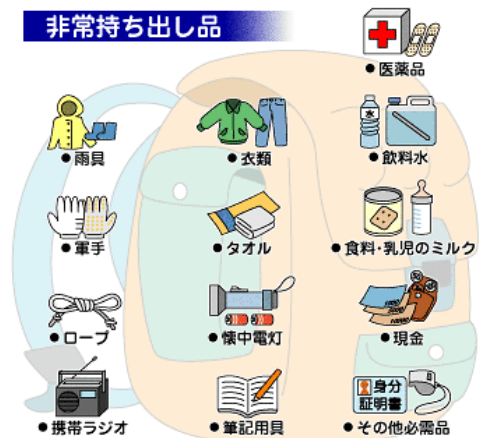 非常持ち出し品
●医薬品
●雨具
●衣類
水
●飲料水
●軍手
●タオル
●食料・乳児のミルク
●ロープ
●懐中電灯
●現金
●携帯ラジオ
●筆記用具
身分
証明書
●その他必需品